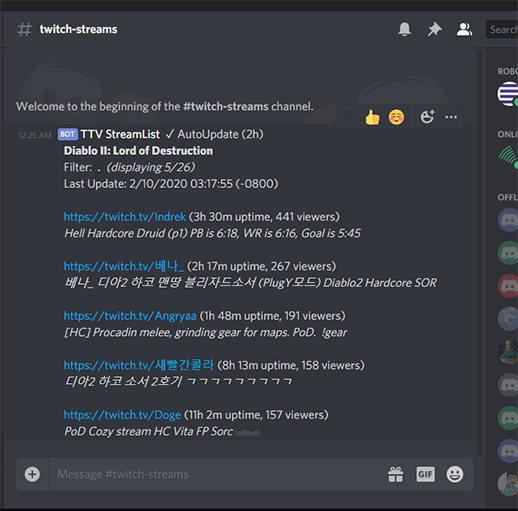 # twitch-streams
Search
Welcome to the beginning of the #twitch-streams channel.
12:25 AM BOT TTV StreamList ✓ AutoUpdate (2h)
Diablo II: Lord of Destruction
Filter: . (displaying 5/26)
Last Update: 2/10/2020 03:17:55 (-0800)
https://twitch.tv/Indrek (3h 30m uptime, 441 viewers)
Hell Hardcore Druid (p1) PB is 6:18, WR is 6:16, Goal is 5:45
https://twitch.tv/베나_ (2h 17m uptime, 267 viewers)
베나_ 디아2 하코 맨땅 블리자드소서 (PlugY모드) Diablo2 Hardcore SOR
https://twitch.tv/Angryaa (1h 48m uptime, 191 viewers)
[HC] Procadin melee, grinding gear for maps. PoD. !gear
https://twitch.tv/새빨간콜라 (8h 13m uptime, 158 viewers)
디아2 하코 소서 2호기 ㄱㄱㄱㄱㄱㄱㄱㄱㄱ
https://twitch.tv/Doge (11h 2m uptime, 157 viewers)
PoD Cozy stream HC Vita FP Sorc (edited)
Message #twitch-streams
GIF
ROBO
ONLI
OFFL